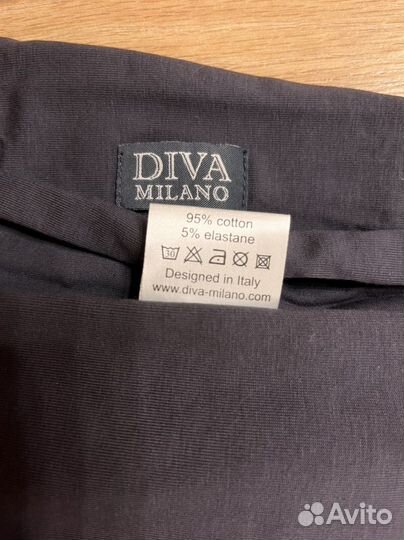 DIVA
MILANO
95% cotton
5% elastane
30
Designed in Italy
www.diva-milano.com
Avito